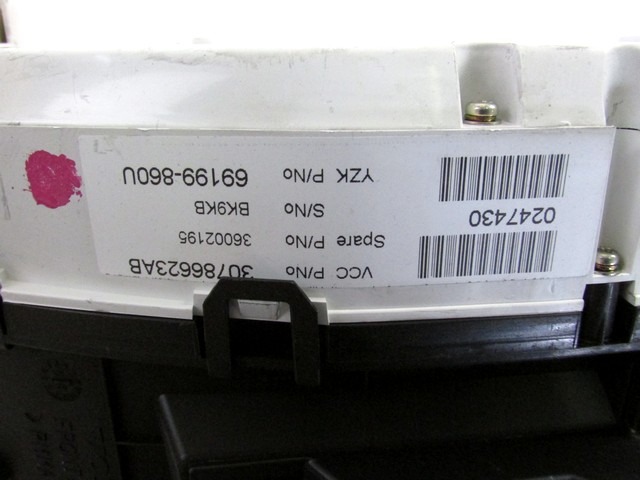 VCC P/No 30786623AB
Spare P/No 36002195
0247430 S/No BK9KB
YZK P/No 69199-860U